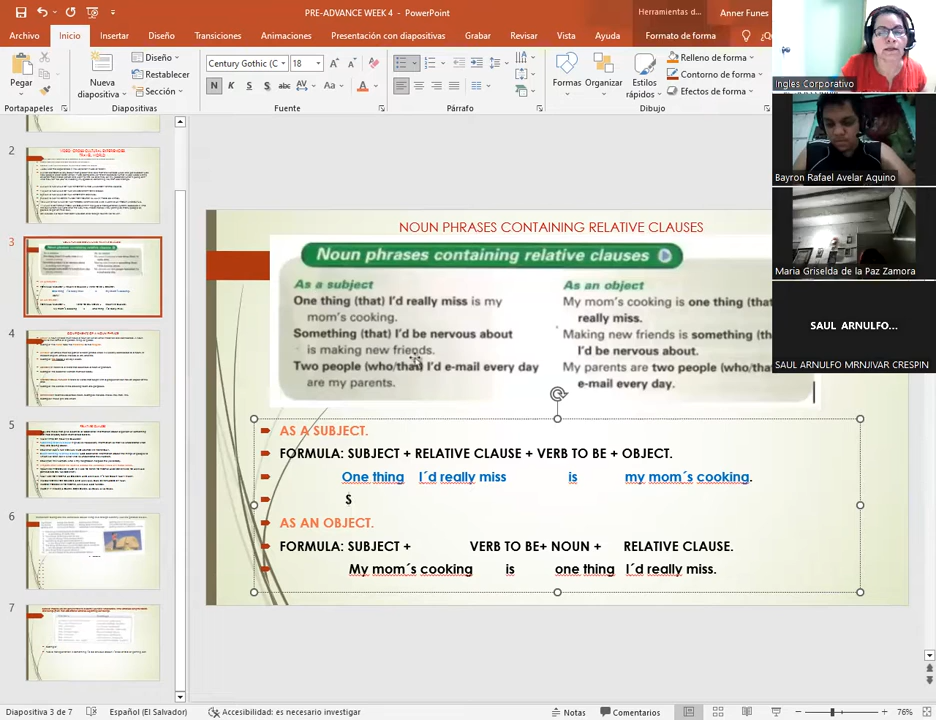 PRE-ADVANCE WEEK 4 - PowerPoint
Herramientas d...
Anner Funes
Archivo
Inicio
Insertar
Diseño
Transiciones
Animaciones
Presentación con diapositivas
Grabar
Revisar
Vista
Ayuda
Formato de forma
Pegar
Nueva diapositiva
Diseño
Restablecer
Sección
Century Gothic (C
18
N K S abc AV Aa A
Formas
Organizar
Estilos rápidos
Relleno de forma
Contorno de forma
Efectos de forma
Portapapeles
Diapositivas
Fuente
Párrafo
Dibujo
Ingles Corporativo
Bayron Rafael Avelar Aquino
Maria Griselda de la Paz Zamora
SAUL ARNULFO...
SAUL ARNULFO MRNJIVAR CRESPIN
2
3
4
5
6
7
NOUN PHRASES CONTAINING RELATIVE CLAUSES
Noun phrases containing relative clauses
As a subject
One thing (that) I'd really miss is my
mom's cooking.
Something (that) I'd be nervous about
is making new friends.
Two people (who/that) I'd e-mail every day
are my parents.
As an object
My mom's cooking is one thing (that
really miss.
Making new friends is something (th
I'd be nervous about.
My parents are two people (who/tha
e-mail every day.
AS A SUBJECT.
FORMULA: SUBJECT + RELATIVE CLAUSE + VERB TO BE + OBJECT.
One thing I´d really miss is my mom´s cooking.
S
AS AN OBJECT.
FORMULA: SUBJECT + VERB TO BE+ NOUN + RELATIVE CLAUSE.
My mom´s cooking is one thing I´d really miss.
Diapositiva 3 de 7
Español (El Salvador)
Accesibilidad: es necesario investigar
Notas
Comentarios
76%